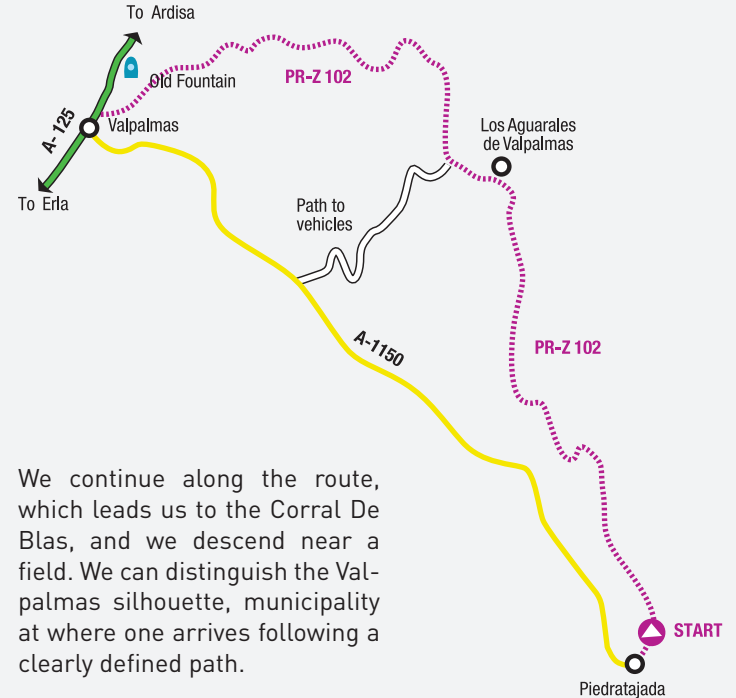 To Ardisa
Old Fountain
PR-Z 102
A-125
Valpalmas
Los Aguarales
de Valpalmas
To Erla
Path to
vehicles
A-1150
PR-Z 102
We continue along the route,
which leads us to the Corral De
Blas, and we descend near a
field. We can distinguish the Val-
palmas silhouette, municipality
at where one arrives following a
clearly defined path.
START
Piedratajada